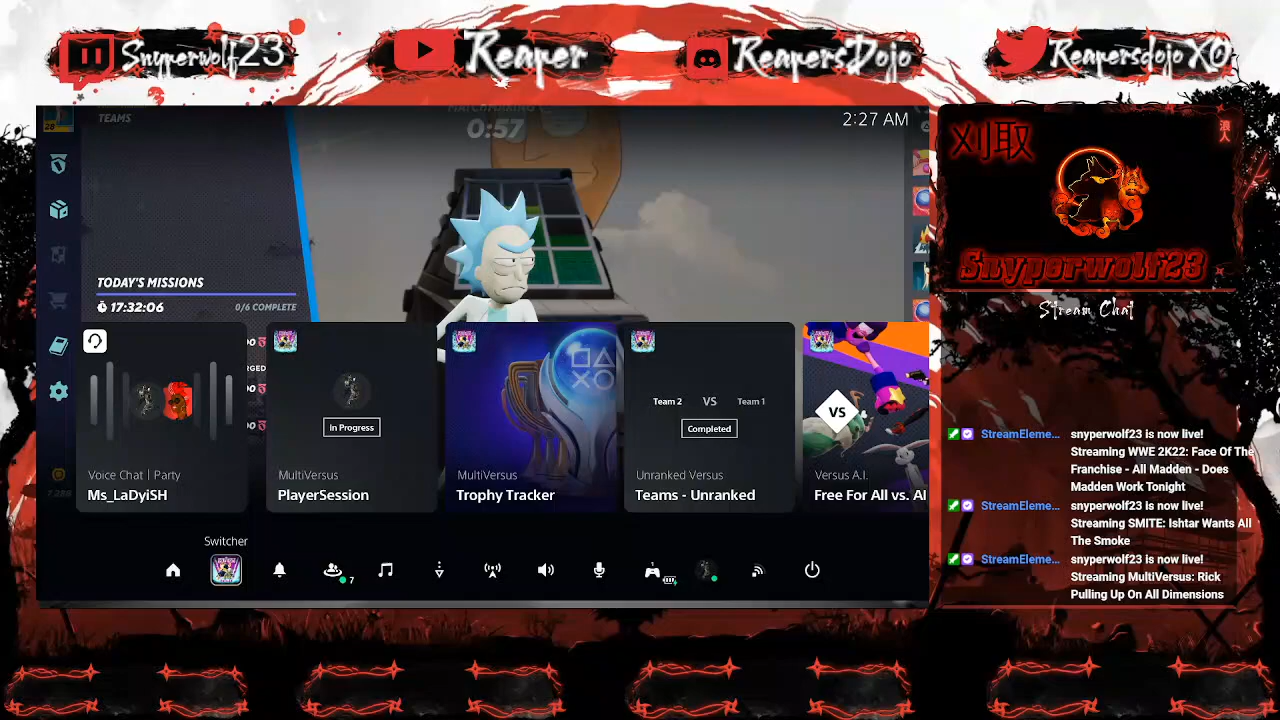 Snyperwolf23
Reaper
ReapersDojo
ReapersdojoXO
TEAMS
MATCHMAKING
0:57
2:27 AM
28
TODAY'S MISSIONS
17:32:06
0/6 COMPLETE
Voice Chat | Party
Ms_LaDyiSH
In Progress
MultiVersus
PlayerSession
MultiVersus
Trophy Tracker
Team 2 VS Team 1
Completed
Unranked Versus
Teams - Unranked
VS
Versus A.I.
Free For All vs. AI
Switcher
7
刈取
浪人
Snyperwolf23
Stream Chat
StreamEleme... snyperwolf23 is now live!
Streaming WWE 2K22: Face Of The
Franchise - All Madden - Does
Madden Work Tonight
StreamEleme... snyperwolf23 is now live!
Streaming SMITE: Ishtar Wants All
The Smoke
StreamEleme... snyperwolf23 is now live!
Streaming MultiVersus: Rick
Pulling Up On All Dimensions